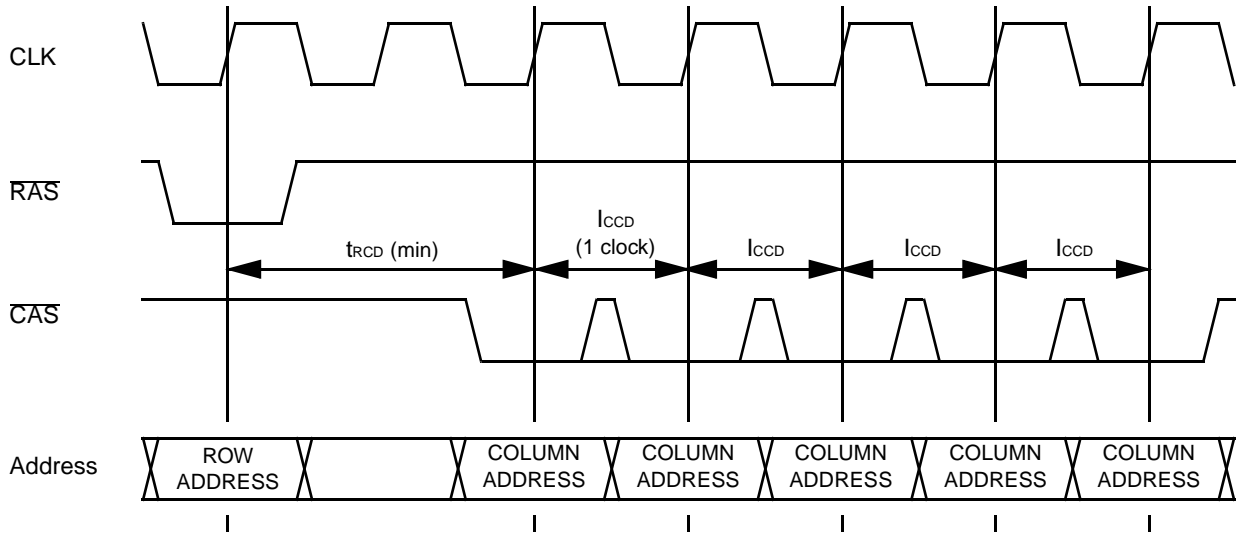 CLK
RAS
ICCD
(1 clock)
tRCD (min)
ICCD
ICCD
ICCD
CAS
Address
ROW
ADDRESS
COLUMN
ADDRESS
COLUMN
ADDRESS
COLUMN
ADDRESS
COLUMN
ADDRESS
COLUMN
ADDRESS